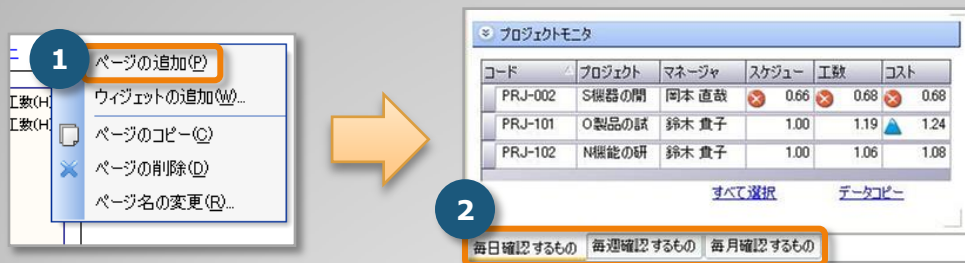 1
ページの追加(P)
ウィジェットの追加(W)...
ページのコピー(C)
ページの削除(D)
ページ名の変更(R)...
工数(H)
工数(H)
プロジェクトモニタ
コード プロジェクト マネージャ スケジュー 工数 コスト
PRJ-002 S機器の開 岡本 直哉 0.66 0.68 0.68
PRJ-101 O製品の試 鈴木 貴子 1.00 1.19 1.24
PRJ-102 N機能の研 鈴木 貴子 1.00 1.06 1.08
すべて選択 データコピー
2
毎日確認するもの 毎週確認するもの 毎月確認するもの